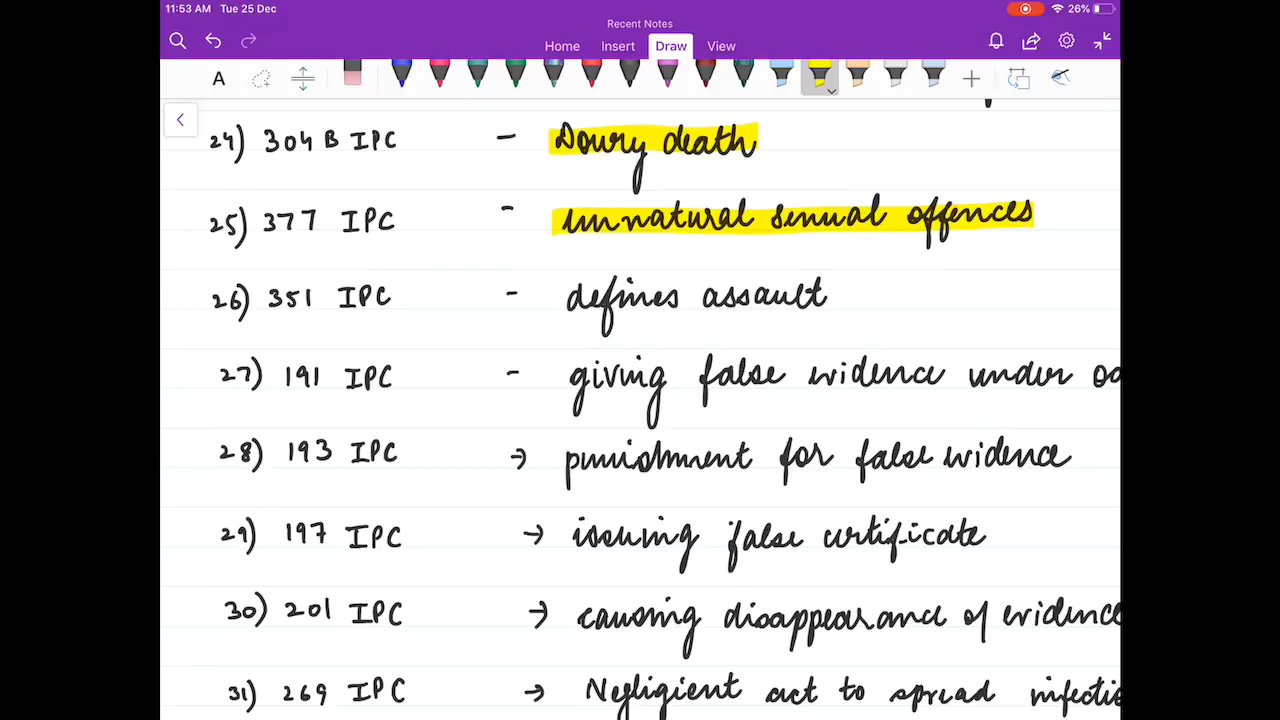 11:53 AM Tue 25 Dec 26%
Recent Notes
Home Insert Draw View
A
24) 304 B IPC - Dowry death
25) 377 IPC - unnatural sexual offences
26) 351 IPC - defines assault
27) 191 IPC - giving false evidence under oa
28) 193 IPC → punishment for false evidence
29) 197 IPC → issuing false certificate
30) 201 IPC → causing disappearance of evidence
31) 269 IPC → Negligient act to spread infectio